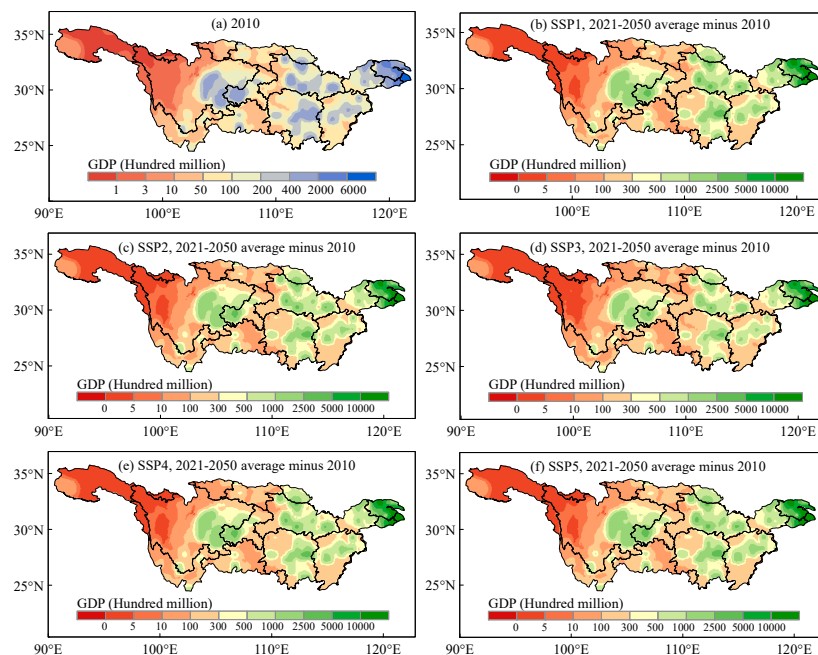 (a) 2010
35°N
30°N
25°N
GDP (Hundred million)
1 3 10 50 100 200 400 2000 6000
90°E 100°E 110°E 120°E
(b) SSP1, 2021-2050 average minus 2010
35°N
30°N
25°N
GDP (Hundred million)
0 5 10 100 300 500 1000 2500 5000 10000
100°E 110°E 120°E
(c) SSP2, 2021-2050 average minus 2010
35°N
30°N
25°N
GDP (Hundred million)
0 5 10 100 300 500 1000 2500 5000 10000
90°E 100°E 110°E 120°E
(d) SSP3, 2021-2050 average minus 2010
35°N
30°N
25°N
GDP (Hundred million)
0 5 10 100 300 500 1000 2500 5000 10000
90°E 100°E 110°E 120°E
(e) SSP4, 2021-2050 average minus 2010
35°N
30°N
25°N
GDP (Hundred million)
0 5 10 100 300 500 1000 2500 5000 10000
90°E 100°E 110°E 120°E
(f) SSP5, 2021-2050 average minus 2010
35°N
30°N
25°N
GDP (Hundred million)
0 5 10 100 300 500 1000 2500 5000 10000
90°E 100°E 110°E 120°E